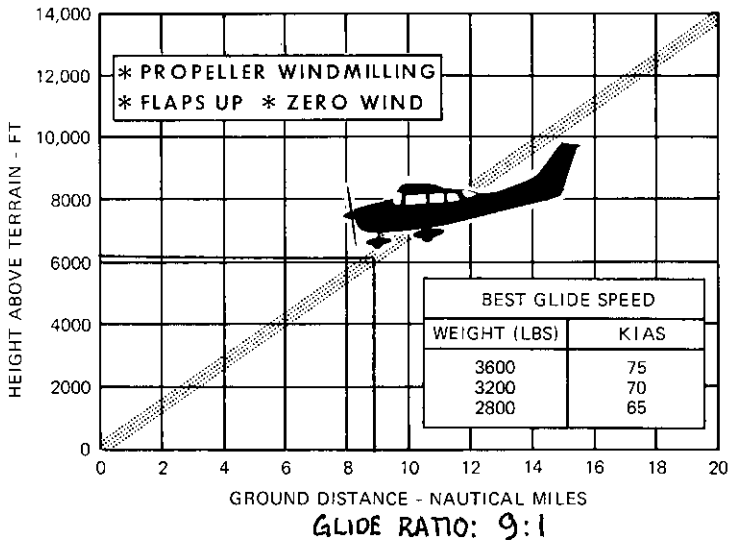 14,000
12,000
10,000
8000
6000
4000
2000
0
HEIGHT ABOVE TERRAIN - FT
* PROPELLER WINDMILLING
* FLAPS UP * ZERO WIND
BEST GLIDE SPEED
WEIGHT (LBS) KIAS
3600 75
3200 70
2800 65
0 2 4 6 8 10 12 14 16 18 20
GROUND DISTANCE - NAUTICAL MILES
GLIDE RATIO: 9:1